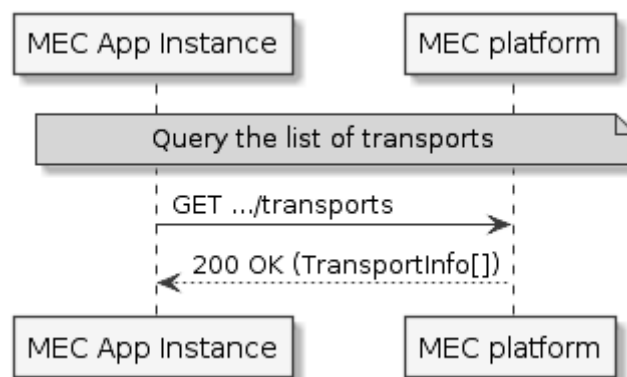 MEC App Instance
MEC platform
Query the list of transports
GET .../transports
200 OK (TransportInfo[])
MEC App Instance
MEC platform